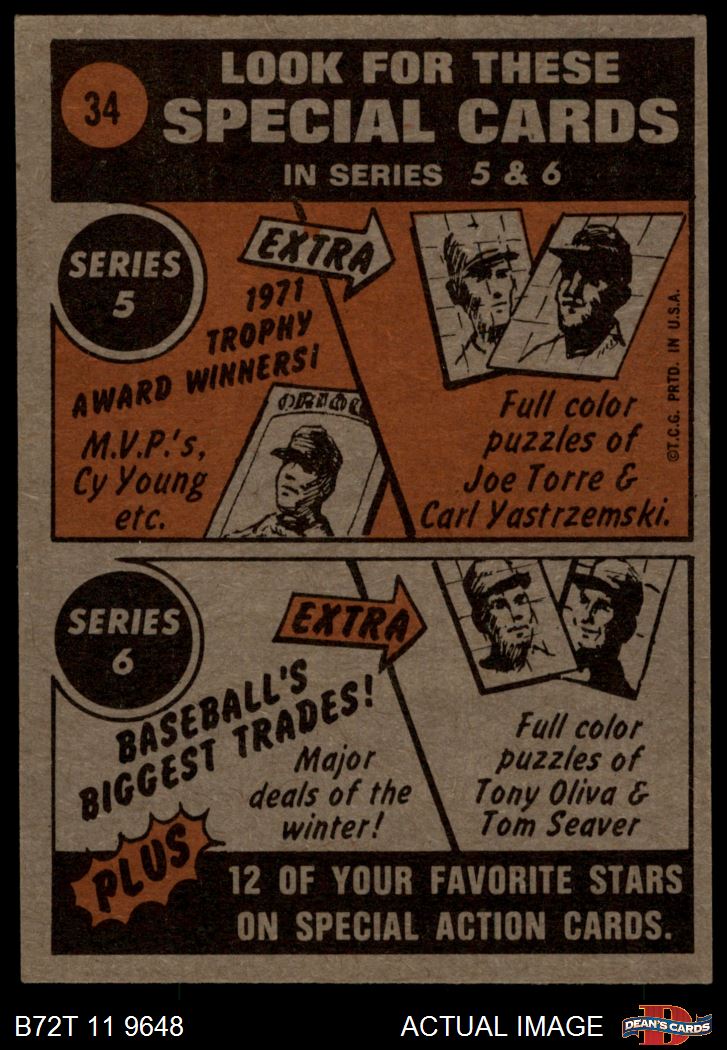 34
LOOK FOR THESE
SPECIAL CARDS
IN SERIES 5 & 6
SERIES
5
EXTRA
1971
TROPHY
AWARD WINNERS!
M.V.P.'s,
Cy Young
etc.
ORIOL
Full color
puzzles of
Joe Torre &
Carl Yastrzemski.
©T.C.G. PRTD. IN U.S.A.
SERIES
6
EXTRA
BASEBALL'S
BIGGEST TRADES!
Major
deals of the
winter!
Full color
puzzles of
Tony Oliva &
Tom Seaver
PLUS
12 OF YOUR FAVORITE STARS
ON SPECIAL ACTION CARDS.
B72T 11 9648
ACTUAL IMAGE
D
DEAN'S CARDS